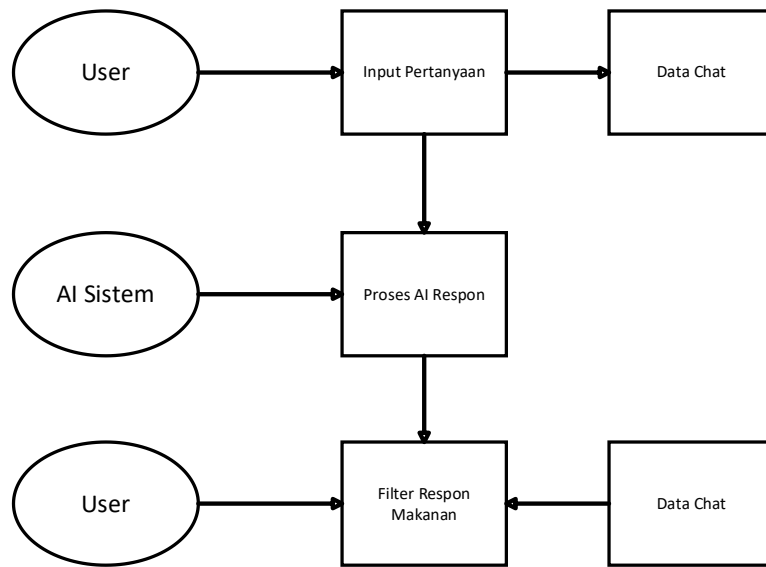 User
Input Pertanyaan
Data Chat
AI Sistem
Proses AI Respon
User
Filter Respon
Makanan
Data Chat